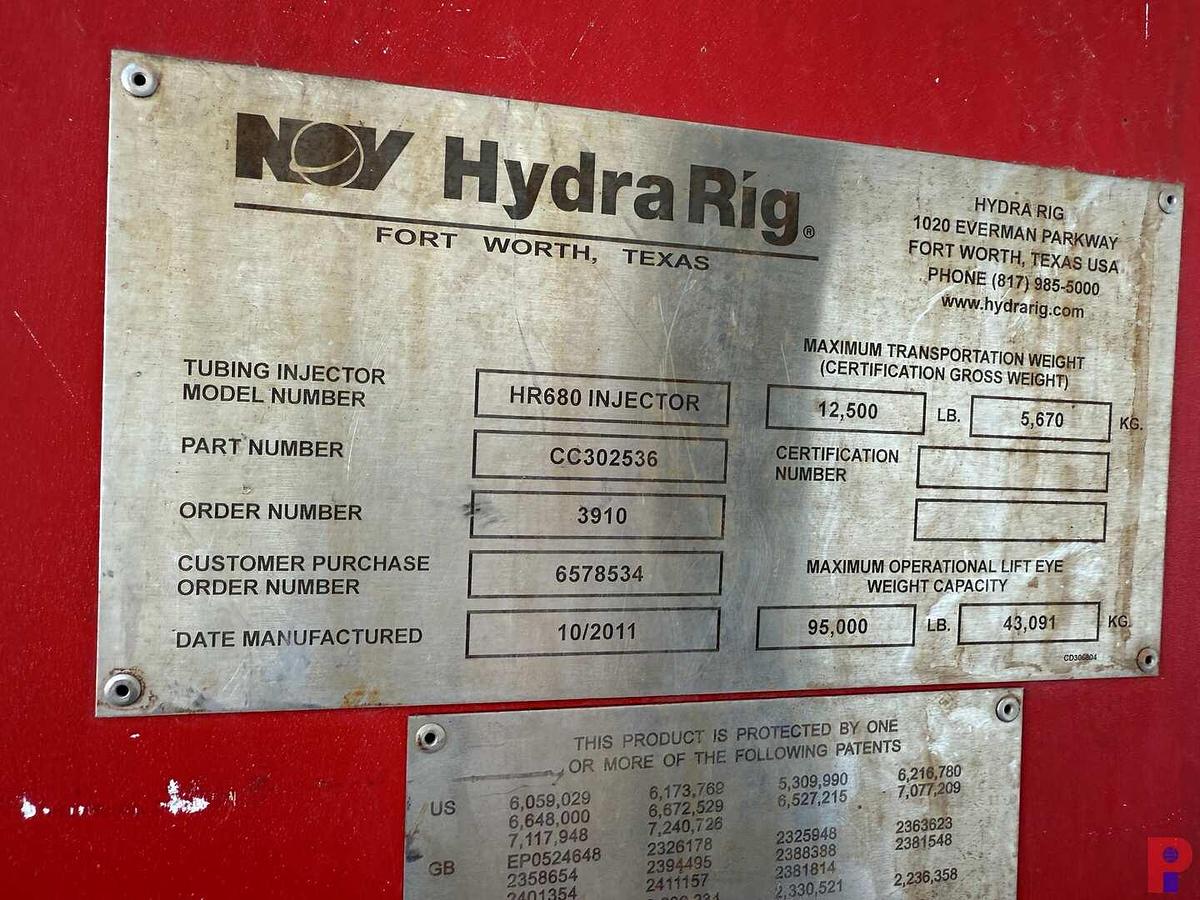 NOV Hydra Rig®
FORT WORTH, TEXAS
HYDRA RIG
1020 EVERMAN PARKWAY
FORT WORTH, TEXAS USA
PHONE (817) 985-5000
www.hydrarig.com
TUBING INJECTOR
MODEL NUMBER
HR680 INJECTOR
PART NUMBER
CC302536
ORDER NUMBER
3910
CUSTOMER PURCHASE
ORDER NUMBER
6578534
DATE MANUFACTURED
10/2011
MAXIMUM TRANSPORTATION WEIGHT
(CERTIFICATION GROSS WEIGHT)
12,500 LB. 5,670 KG.
CERTIFICATION
NUMBER
MAXIMUM OPERATIONAL LIFT EYE
WEIGHT CAPACITY
95,000 LB. 43,091 KG.
CD306804
THIS PRODUCT IS PROTECTED BY ONE
OR MORE OF THE FOLLOWING PATENTS
US 6,059,029 6,173,769 5,309,990 6,216,780
6,648,000 6,672,529 6,527,215 7,077,209
7,117,948 7,240,726
GB EP0524648 2326178 2325948 2363623
2358654 2394495 2388388 2381548
2401354 2411157 2381814
2,330,521 2,236,358